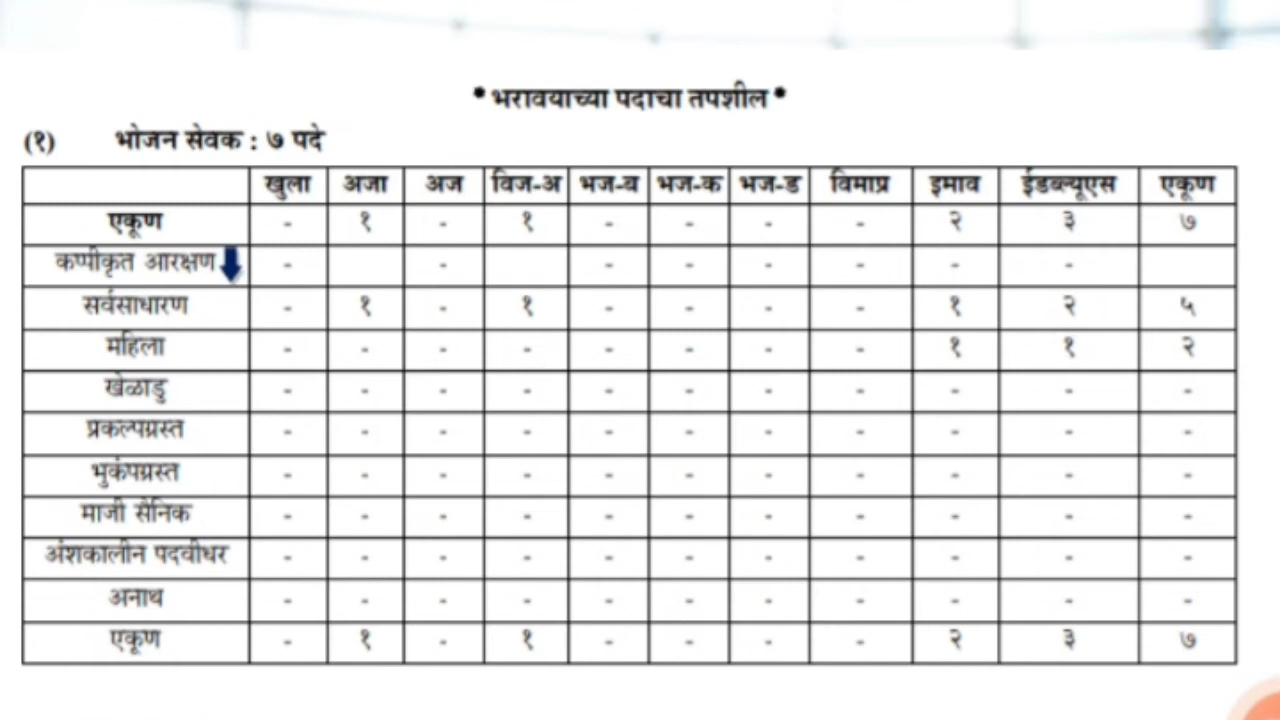 • भरावयाच्या पदाचा तपशील •
(१) भोजन सेवक : ७ पदे
खुला अजा अज विज-अ भज-ब भज-क भज-ड विमाप्र इमाव ईडब्ल्यूएस एकूण
एकूण - १ - १ - - - - २ ३ ७
कप्पीकृत आरक्षण - - - - - - - -
सर्वसाधारण - १ - १ - - - - १ २ ५
महिला - - - - - - - - १ १ २
खेळाडु - - - - - - - - - - -
प्रकल्पग्रस्त - - - - - - - - - - -
भुकंपग्रस्त - - - - - - - - - - -
माजी सैनिक - - - - - - - - - - -
अंशकालीन पदवीधर - - - - - - - - - - -
अनाथ - - - - - - - - - - -
एकूण - १ - १ - - - - २ ३ ७